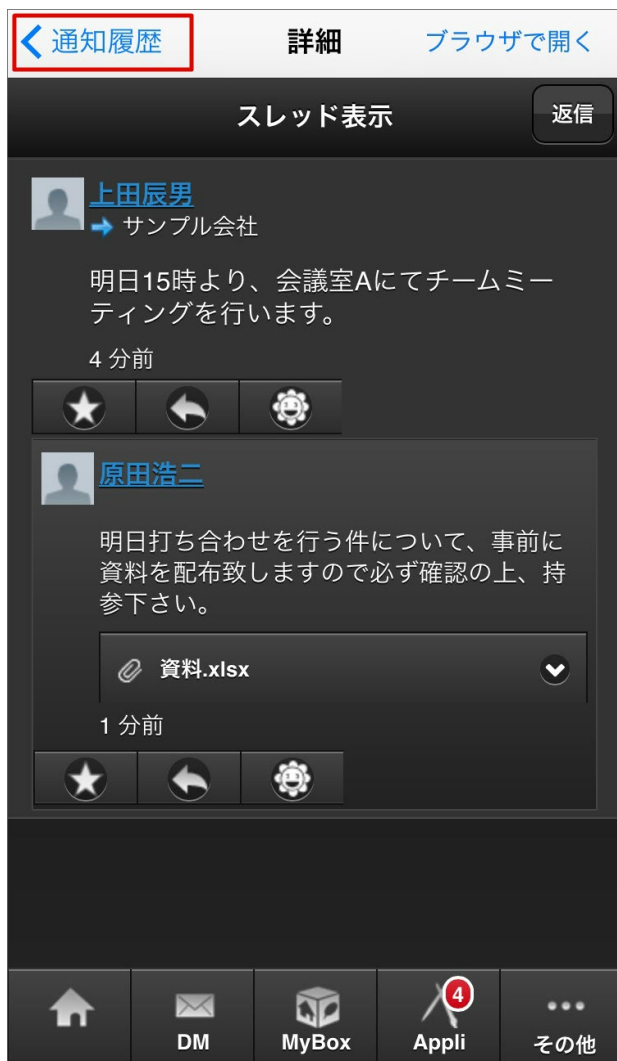 通知履歴 詳細 ブラウザで開く
スレッド表示 返信
上田辰男
サンプル会社
明日15時より、会議室Aにてチームミー
ティングを行います。
4 分前
原田浩二
明日打ち合わせを行う件について、事前に
資料を配布致しますので必ず確認の上、持
参下さい。
資料.xlsx
1 分前
4
DM MyBox Appli その他